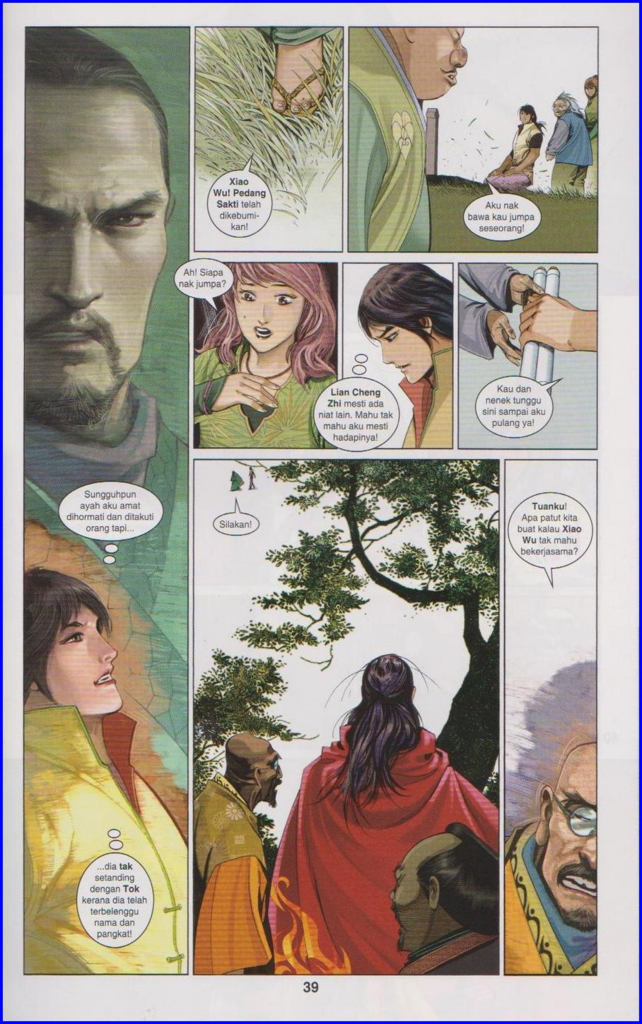 Sungguhpun
ayah aku amat
dihormati dan ditakuti
orang tapi...
...dia tak
setanding
dengan Tok
kerana dia telah
terbelenggu
nama dan
pangkat!
Xiao
Wu! Pedang
Sakti telah
dikebumi-
kan!
Aku nak
bawa kau jumpa
seseorang!
Ah! Siapa
nak jumpa?
Lian Cheng
Zhi mesti ada
niat lain. Mahu tak
mahu aku mesti
hadapinya!
Kau dan
nenek tunggu
sini sampai aku
pulang ya!
Silakan!
Tuanku!
Apa patut kita
buat kalau Xiao
Wu tak mahu
bekerjasama?
39